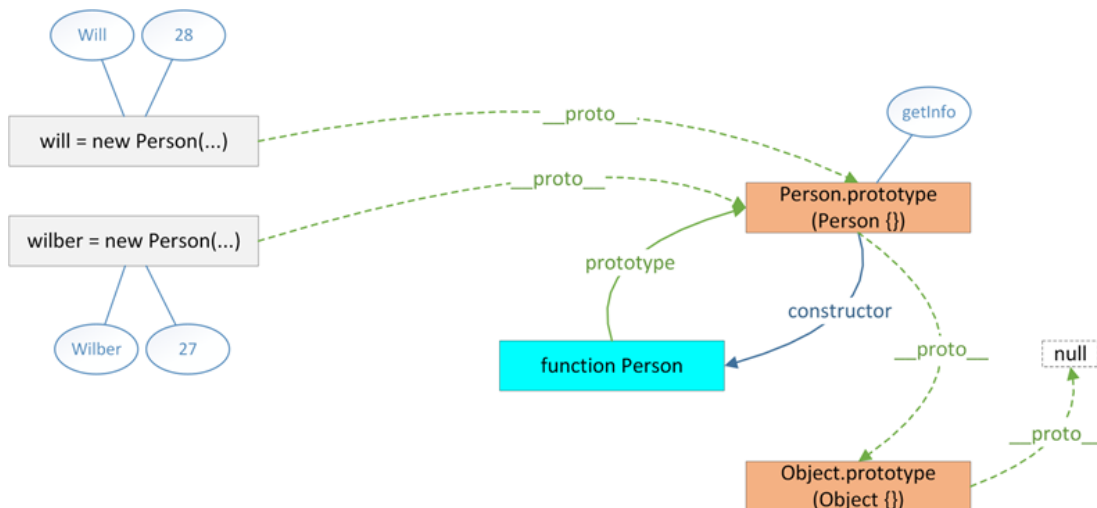 Will
28
will = new Person(...)
__proto__
getInfo
__proto__
Person.prototype
(Person {})
wilber = new Person(...)
prototype
constructor
Wilber
27
function Person
__proto__
null
__proto__
Object.prototype
(Object {})